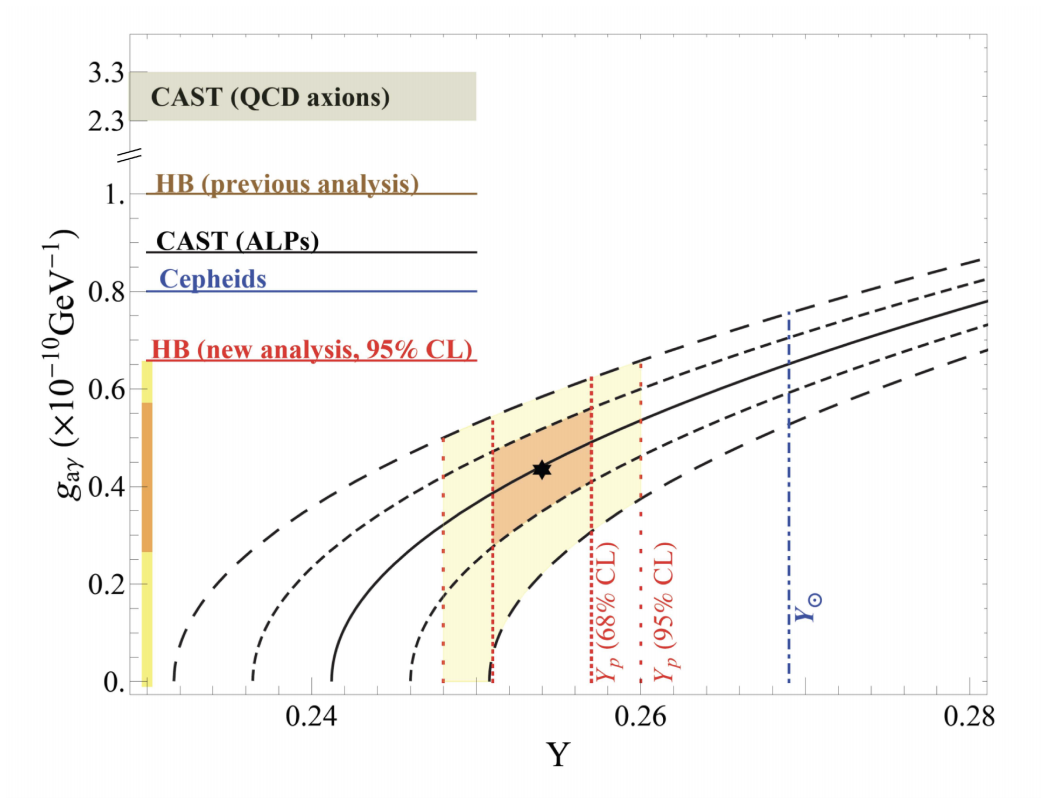 3.3
CAST (QCD axions)
2.3
HB (previous analysis)
1.
CAST (ALPs)
Cepheids
0.8
HB (new analysis, 95% CL)
0.6
0.4
0.2
0.
g_{aγ} (×10^{−10}GeV^{−1})
Y_p (68% CL)
Y_p (95% CL)
Y_☉
0.24
0.26
0.28
Y